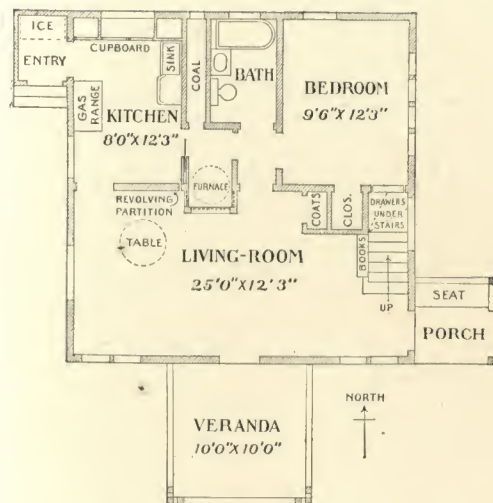 ICE
ENTRY
CUPBOARD
SINK
COAL
BATH
GAS
RANGE
KITCHEN
8'0"X12'3"
BEDROOM
9'6"X12'3"
FURNACE
REVOLVING
PARTITION
TABLE
COATS
CLOS.
DRAWERS
UNDER
STAIRS
BOOKS
LIVING-ROOM
25'0"X12'3"
UP
SEAT
PORCH
VERANDA
10'0"X10'0"
NORTH